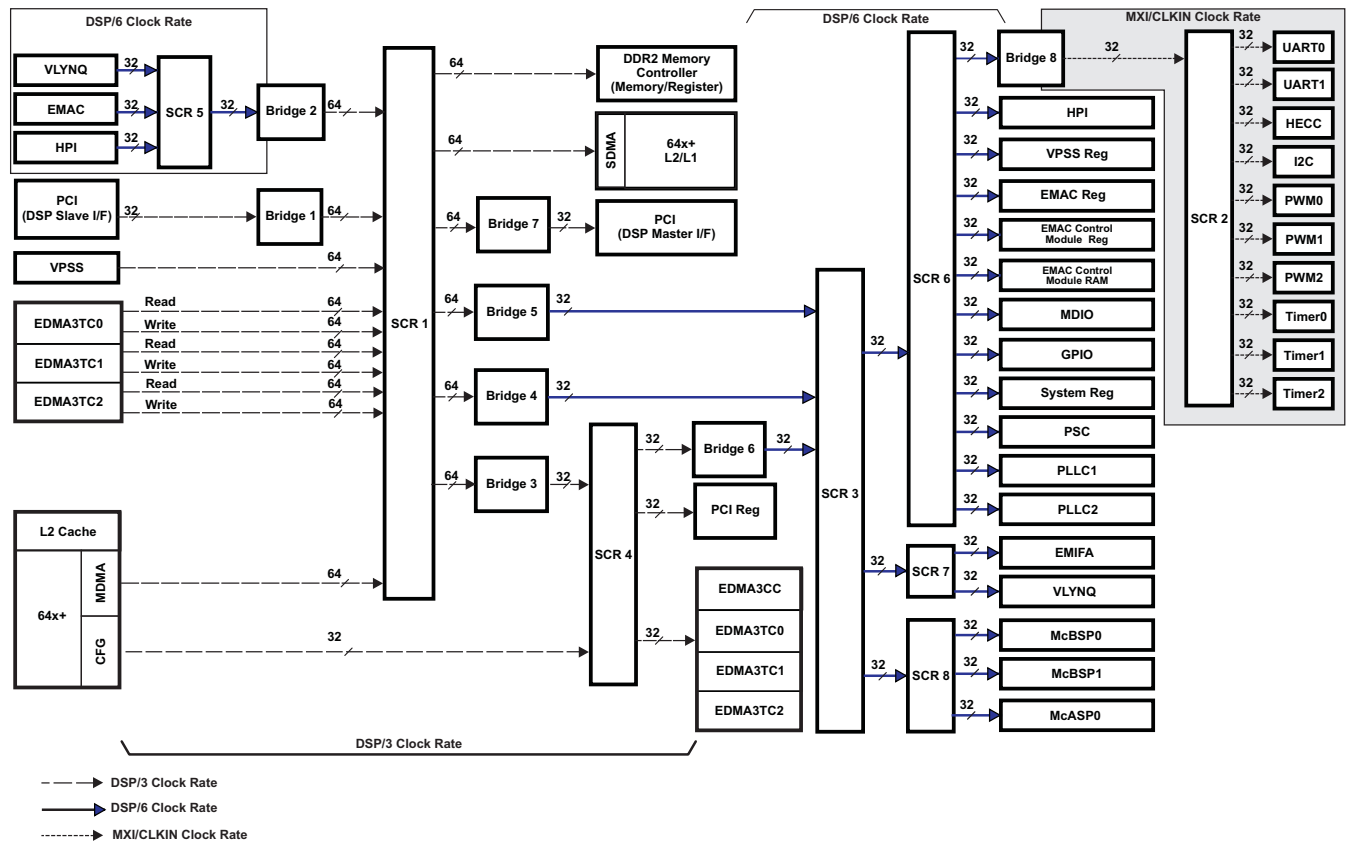 DSP/6 Clock Rate
VLYNQ
32
EMAC
32
HPI
32
SCR 5
32
Bridge 2
64
PCI
(DSP Slave I/F)
32
Bridge 1
64
VPSS
64
EDMA3TC0
EDMA3TC1
EDMA3TC2
Read
64
Write
64
Read
64
Write
64
Read
64
Write
64
L2 Cache
64x+
MDMA
CFG
64
32
SCR 1
64
DDR2 Memory
Controller
(Memory/Register)
64
SDMA
64x+
L2/L1
64
Bridge 7
32
PCI
(DSP Master I/F)
64
Bridge 5
32
64
Bridge 4
32
64
Bridge 3
32
SCR 4
32
Bridge 6
32
32
PCI Reg
32
EDMA3CC
EDMA3TC0
EDMA3TC1
EDMA3TC2
DSP/3 Clock Rate
SCR 3
32
32
32
DSP/6 Clock Rate
SCR 6
32
Bridge 8
32
32
HPI
32
VPSS Reg
32
EMAC Reg
32
EMAC Control
Module Reg
32
EMAC Control
Module RAM
32
MDIO
32
GPIO
32
System Reg
32
PSC
32
PLLC1
32
PLLC2
SCR 7
32
EMIFA
32
VLYNQ
SCR 8
32
McBSP0
32
McBSP1
32
McASP0
MXI/CLKIN Clock Rate
SCR 2
32
UART0
32
UART1
32
HECC
32
I2C
32
PWM0
32
PWM1
32
PWM2
32
Timer0
32
Timer1
32
Timer2
DSP/3 Clock Rate
DSP/6 Clock Rate
MXI/CLKIN Clock Rate